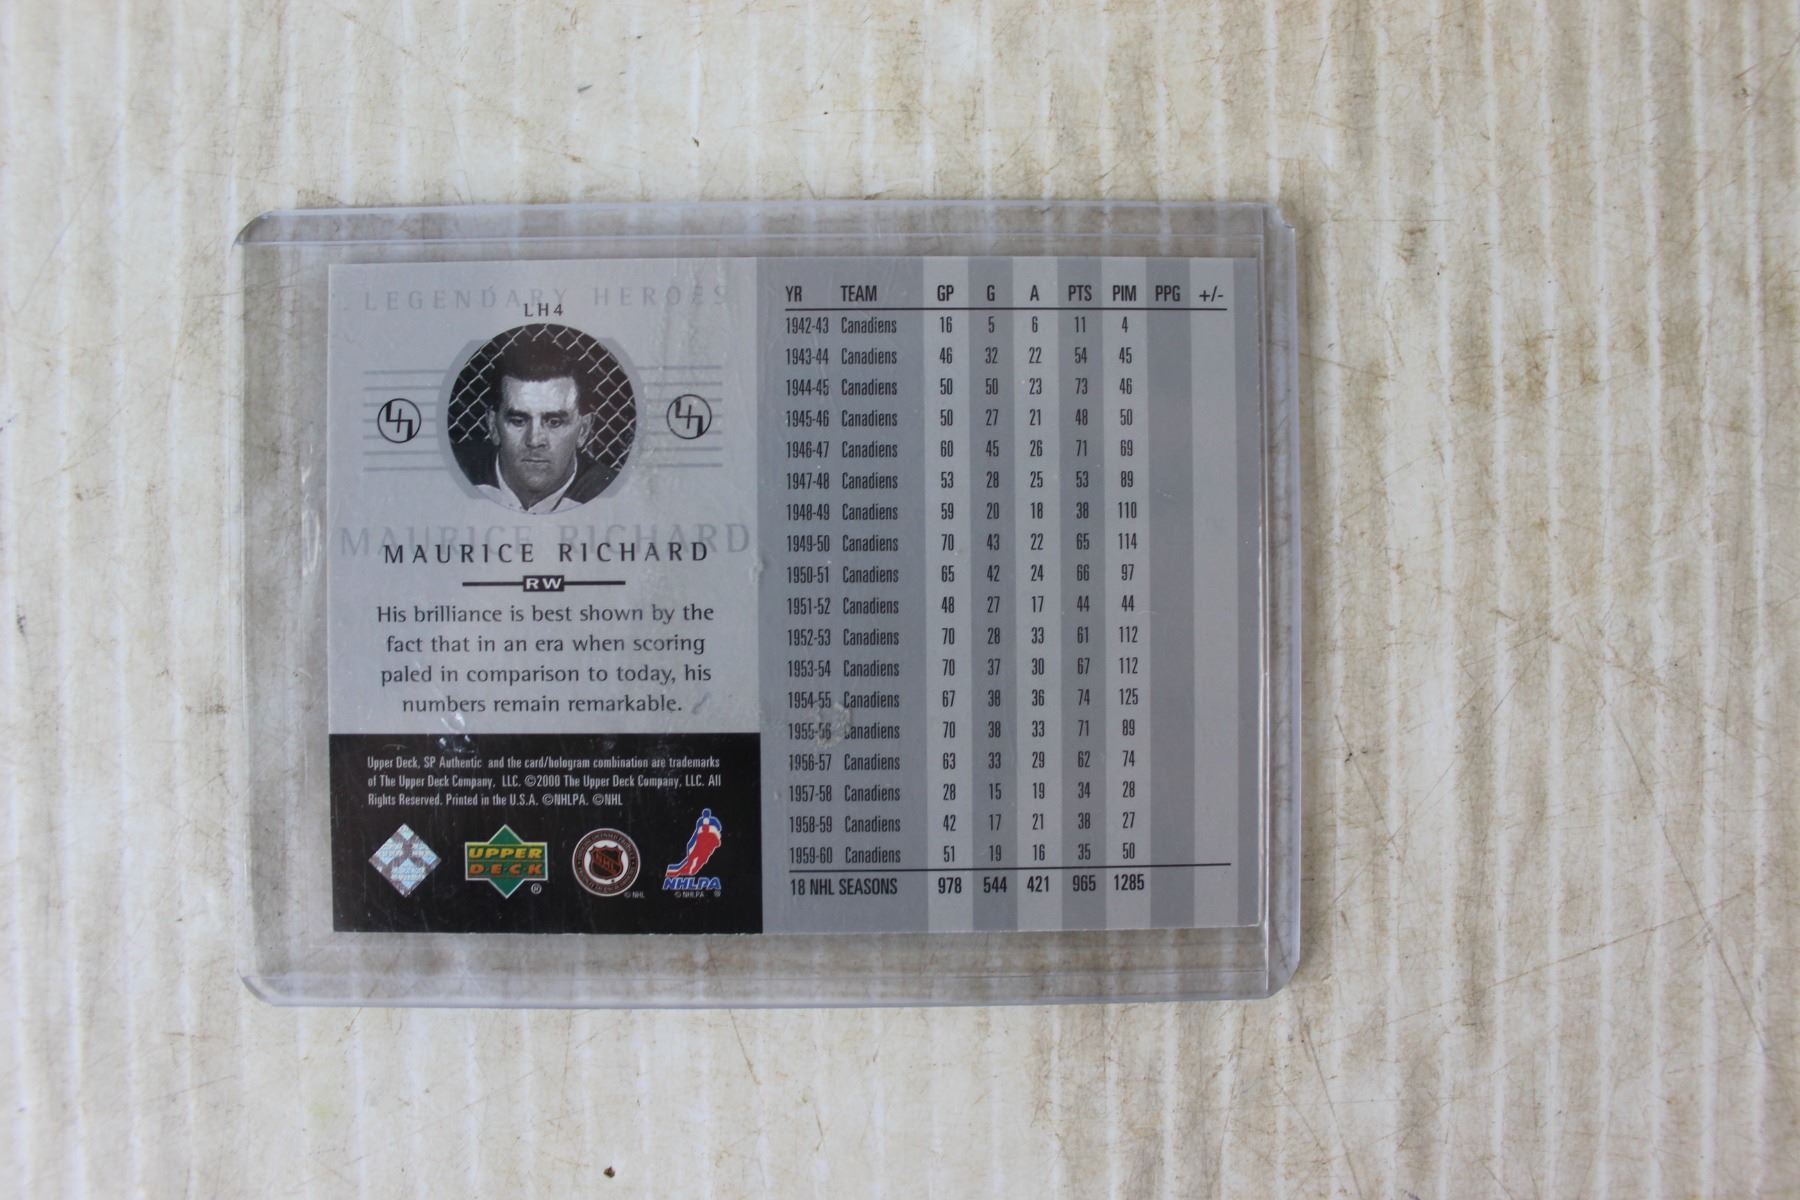 LEGENDARY HEROES
LH4
MAURICE RICHARD
MAURICE RICHARD
RW
His brilliance is best shown by the
fact that in an era when scoring
paled in comparison to today, his
numbers remain remarkable.
Upper Deck, SP Authentic and the card/hologram combination are trademarks
of The Upper Deck Company, LLC. ©2000 The Upper Deck Company, LLC. All
Rights Reserved. Printed in the U.S.A. ©NHLPA. ©NHL
UPPER
DECK
®
NHL
© NHL
NHLPA
© NHLPA ®
YR TEAM GP G A PTS PIM PPG +/-
1942-43 Canadiens 16 5 6 11 4
1943-44 Canadiens 46 32 22 54 45
1944-45 Canadiens 50 50 23 73 46
1945-46 Canadiens 50 27 21 48 50
1946-47 Canadiens 60 45 26 71 69
1947-48 Canadiens 53 28 25 53 89
1948-49 Canadiens 59 20 18 38 110
1949-50 Canadiens 70 43 22 65 114
1950-51 Canadiens 65 42 24 66 97
1951-52 Canadiens 48 27 17 44 44
1952-53 Canadiens 70 28 33 61 112
1953-54 Canadiens 70 37 30 67 112
1954-55 Canadiens 67 38 36 74 125
1955-56 Canadiens 70 38 33 71 89
1956-57 Canadiens 63 33 29 62 74
1957-58 Canadiens 28 15 19 34 28
1958-59 Canadiens 42 17 21 38 27
1959-60 Canadiens 51 19 16 35 50
18 NHL SEASONS 978 544 421 965 1285